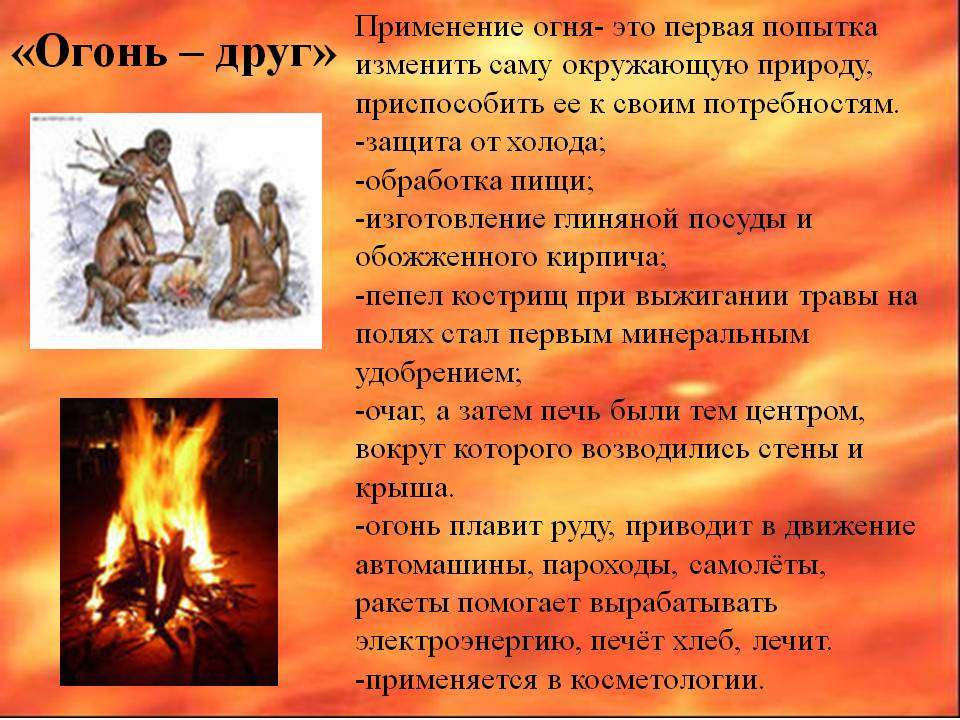 «Огонь – друг»
Применение огня- это первая попытка
изменить саму окружающую природу,
приспособить ее к своим потребностям.
-защита от холода;
-обработка пищи;
-изготовление глиняной посуды и
обожженного кирпича;
-пепел кострищ при выжигании травы на
полях стал первым минеральным
удобрением;
-очаг, а затем печь были тем центром,
вокруг которого возводились стены и
крыша.
-огонь плавит руду, приводит в движение
автомашины, пароходы, самолёты,
ракеты помогает вырабатывать
электроэнергию, печёт хлеб, лечит.
-применяется в косметологии.